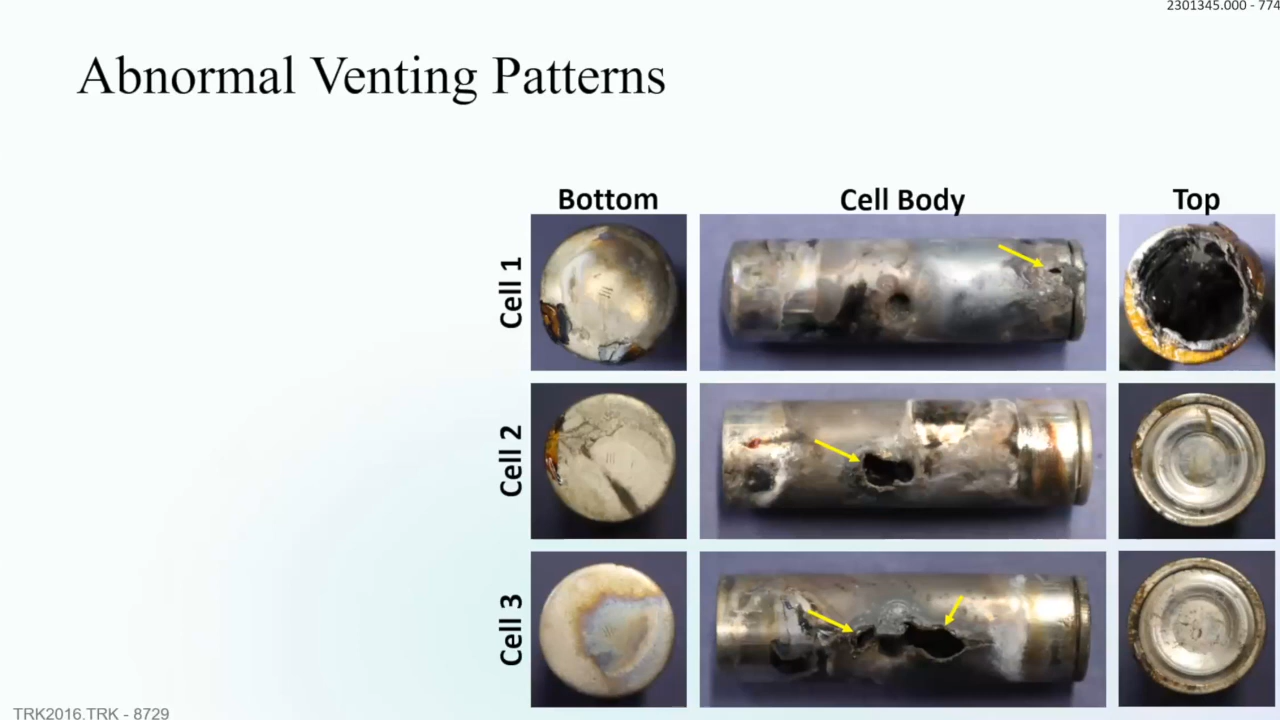 2301345.000 - 774
Abnormal Venting Patterns
Bottom
Cell Body
Top
Cell 1
Cell 2
Cell 3
TRK2016.TRK - 8729